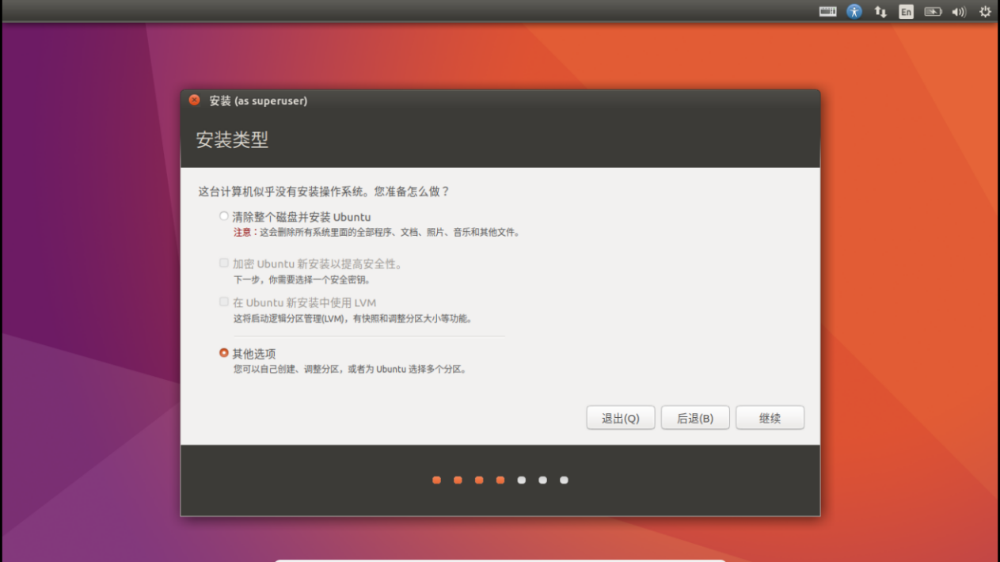 En
安装 (as superuser)
安装类型
这台计算机似乎没有安装操作系统。您准备怎么做？
清除整个磁盘并安装 Ubuntu
注意：这会删除所有系统里面的全部程序、文档、照片、音乐和其他文件。
加密 Ubuntu 新安装以提高安全性。
下一步，你需要选择一个安全密钥。
在 Ubuntu 新安装中使用 LVM
这将启动逻辑分区管理(LVM)，有快照和调整分区大小等功能。
其他选项
您可以自己创建、调整分区，或者为 Ubuntu 选择多个分区。
退出(Q) 后退(B) 继续